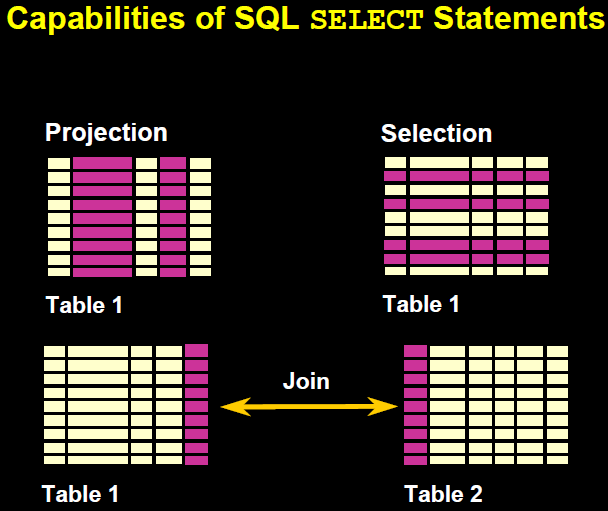 Capabilities of SQL SELECT Statements
Projection
Selection
Table 1
Table 1
Join
Table 1
Table 2